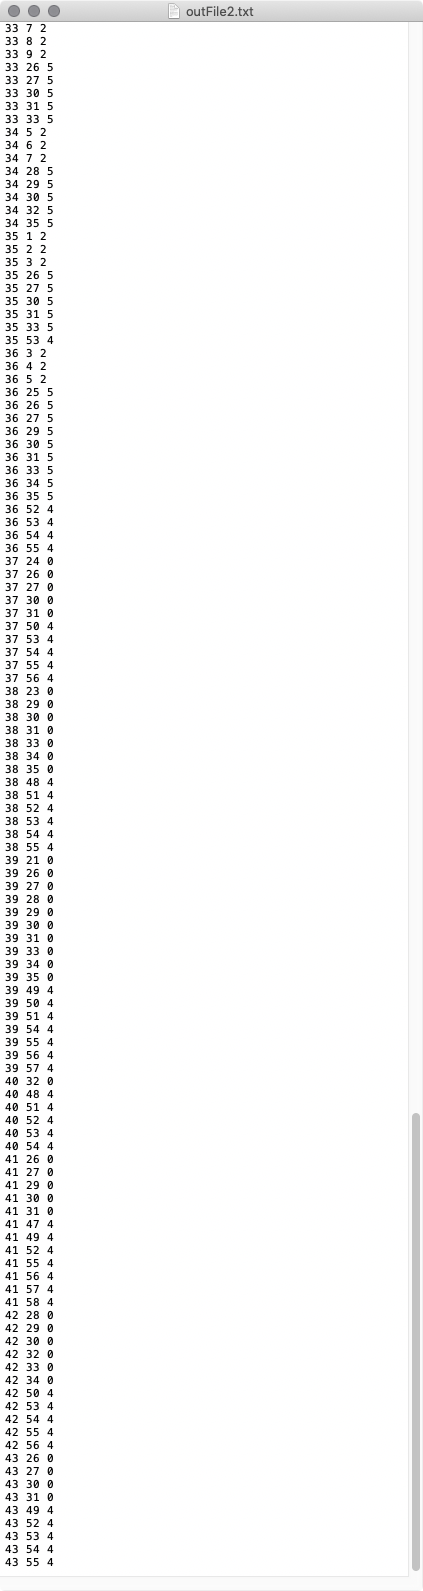 outFile2.txt
33 7 2
33 8 2
33 9 2
33 26 5
33 27 5
33 30 5
33 31 5
33 33 5
34 5 2
34 6 2
34 7 2
34 28 5
34 29 5
34 30 5
34 32 5
34 35 5
35 1 2
35 2 2
35 3 2
35 26 5
35 27 5
35 30 5
35 31 5
35 33 5
35 53 4
36 3 2
36 4 2
36 5 2
36 25 5
36 26 5
36 27 5
36 29 5
36 30 5
36 31 5
36 33 5
36 34 5
36 35 5
36 52 4
36 53 4
36 54 4
36 55 4
37 24 0
37 26 0
37 27 0
37 30 0
37 31 0
37 50 4
37 53 4
37 54 4
37 55 4
37 56 4
38 23 0
38 29 0
38 30 0
38 31 0
38 33 0
38 34 0
38 35 0
38 48 4
38 51 4
38 52 4
38 53 4
38 54 4
38 55 4
39 21 0
39 26 0
39 27 0
39 28 0
39 29 0
39 30 0
39 31 0
39 33 0
39 34 0
39 35 0
39 49 4
39 50 4
39 51 4
39 54 4
39 55 4
39 56 4
39 57 4
40 32 0
40 48 4
40 51 4
40 52 4
40 53 4
40 54 4
41 26 0
41 27 0
41 29 0
41 30 0
41 31 0
41 47 4
41 49 4
41 52 4
41 55 4
41 56 4
41 57 4
41 58 4
42 28 0
42 29 0
42 30 0
42 32 0
42 33 0
42 34 0
42 50 4
42 53 4
42 54 4
42 55 4
42 56 4
43 26 0
43 27 0
43 30 0
43 31 0
43 49 4
43 52 4
43 53 4
43 54 4
43 55 4